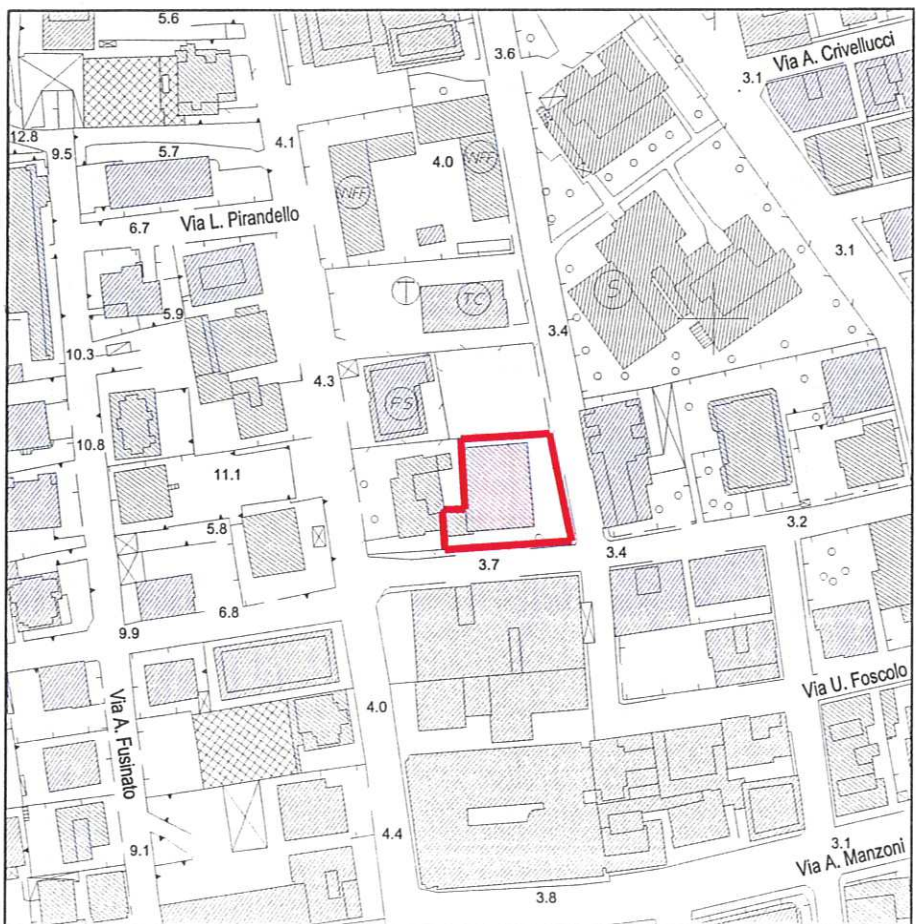 5.6
3.6
Via A. Crivellucci
3.1
12.8
9.5
5.7
4.1
4.0
VVFF
VVFF
6.7
Via L. Pirandello
3.1
5.9
T
TC
S
3.4
10.3
4.3
PS
10.8
11.1
5.8
3.7
3.4
3.2
6.8
9.9
Via A. Fusinato
4.0
Via U. Foscolo
9.1
4.4
3.1
Via A. Manzoni
3.8